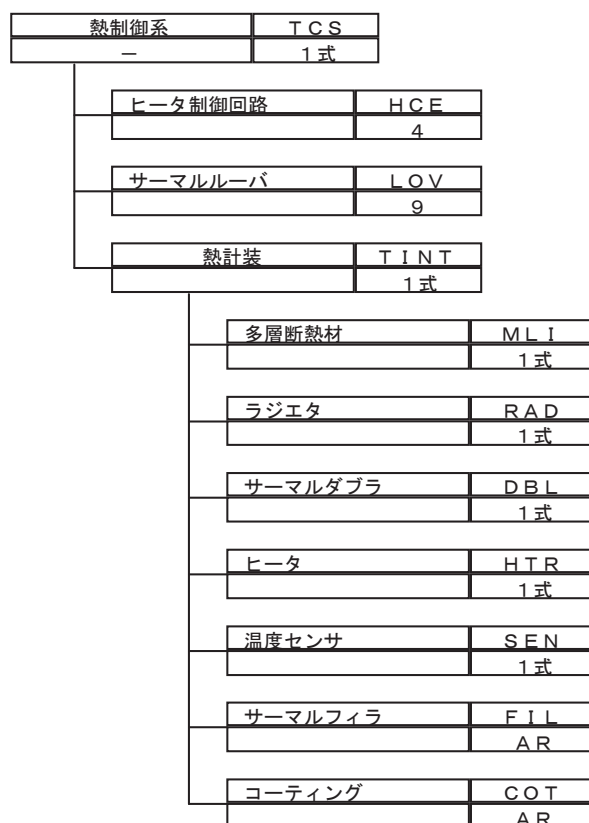 熱制御系 TCS
― 1式
ヒータ制御回路 HCE
4
サーマルルーバ LOV
9
熱計装 TINT
1式
多層断熱材 MLI
1式
ラジエタ RAD
1式
サーマルダブラ DBL
1式
ヒータ HTR
1式
温度センサ SEN
1式
サーマルフィラ FIL
AR
コーティング COT
AR